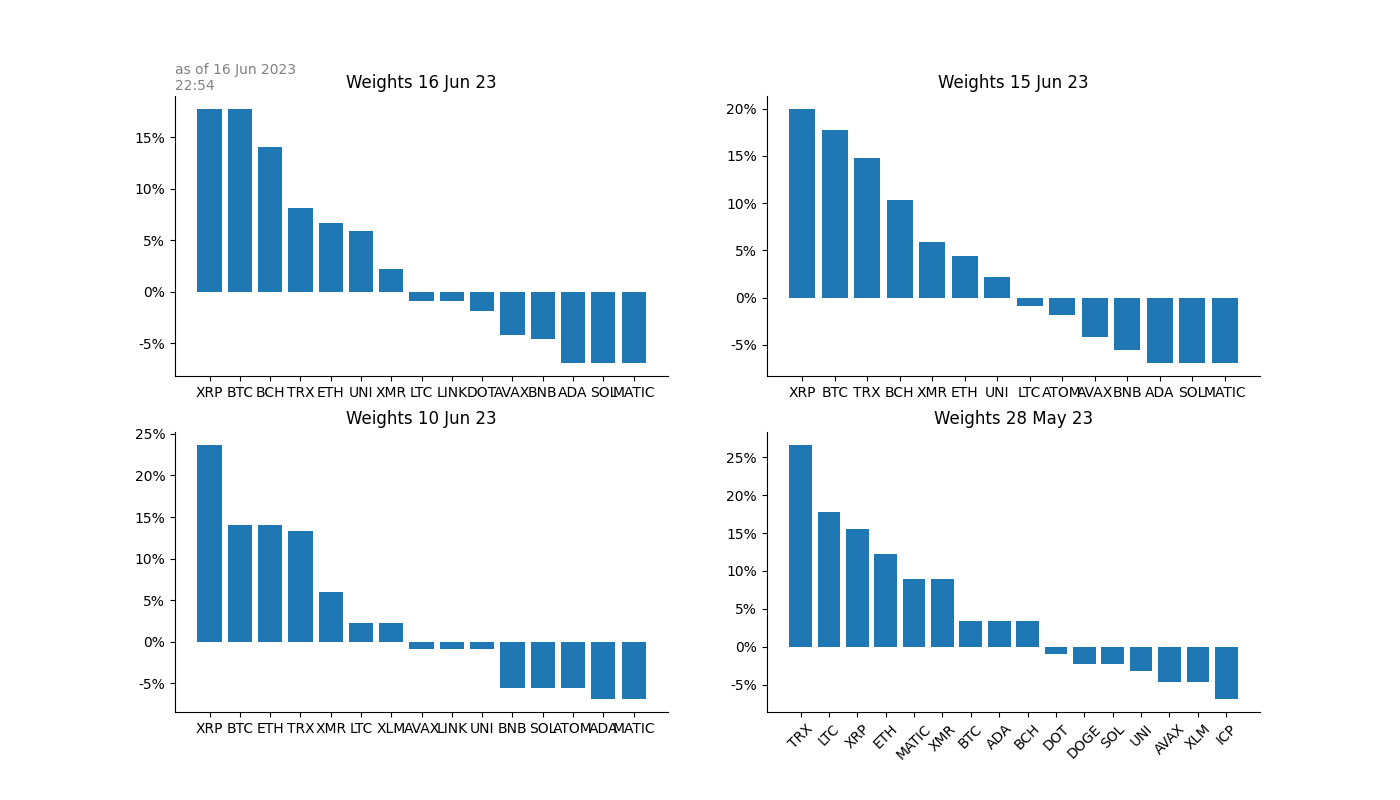 as of 16 Jun 2023
22:54
Weights 16 Jun 23
15%
10%
5%
0%
-5%
XRP BTC BCH TRX ETH UNI XMR LTC LINK DOT AVAX BNB ADA SOL MATIC
Weights 15 Jun 23
20%
15%
10%
5%
0%
-5%
XRP BTC TRX BCH XMR ETH UNI LTC ATOM AVAX BNB ADA SOL MATIC
Weights 10 Jun 23
25%
20%
15%
10%
5%
0%
-5%
XRP BTC ETH TRX XMR LTC XLM AVAX LINK UNI BNB SOL ATOM ADA MATIC
Weights 28 May 23
25%
20%
15%
10%
5%
0%
-5%
TRX LTC XRP ETH MATIC XMR BTC ADA BCH DOT DOGE SOL UNI AVAX XLM ICP